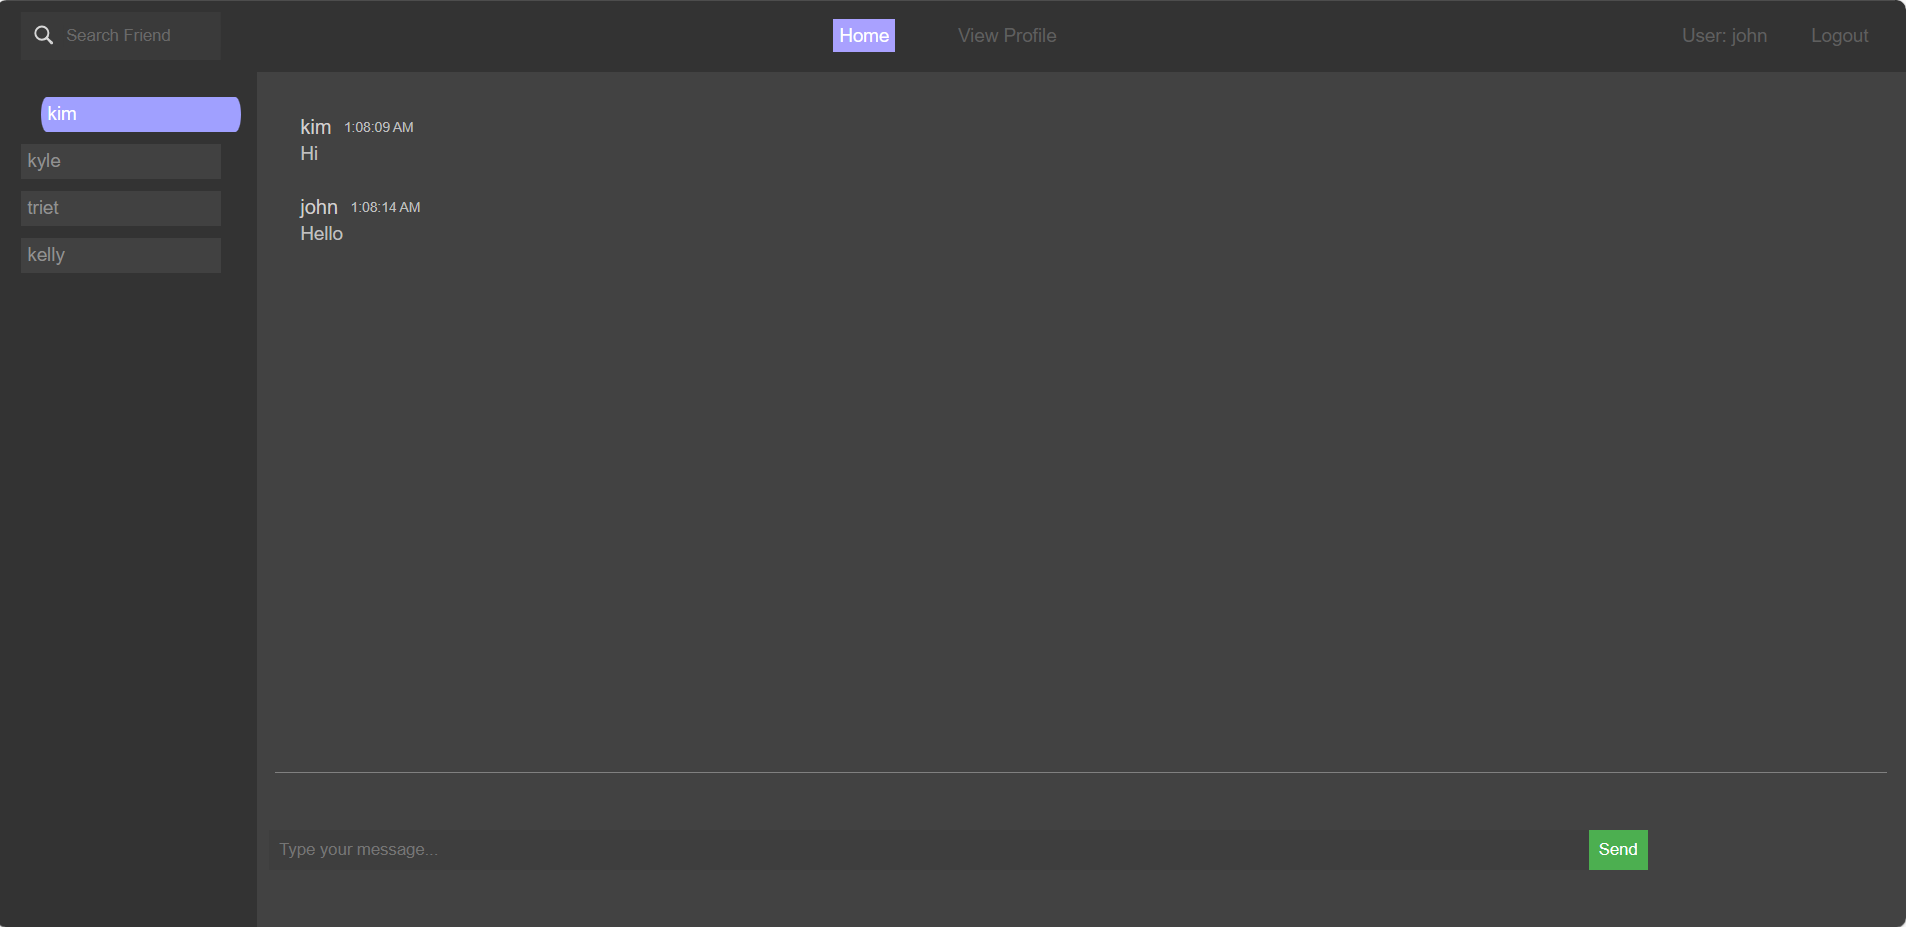 Search Friend
Home
View Profile
User: john
Logout
kim
kyle
triet
kelly
kim 1:08:09 AM
Hi
john 1:08:14 AM
Hello
Type your message...
Send